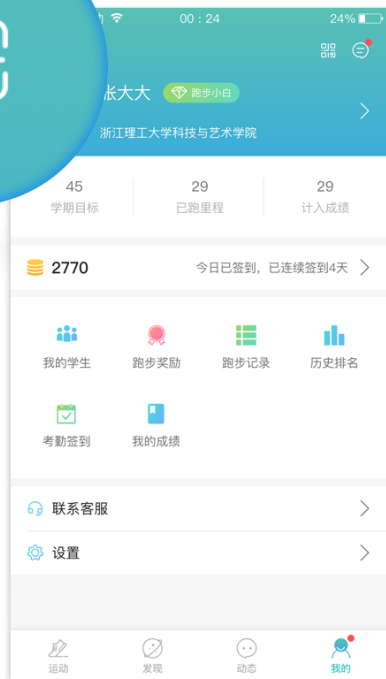 00:24
24%
张大大
跑步小白
浙江理工大学科技与艺术学院
45
29
29
学期目标
已跑里程
计入成绩
2770
今日已签到，已连续签到4天
我的学生
跑步奖励
跑步记录
历史排名
考勤签到
我的成绩
联系客服
设置
运动
发现
动态
我的